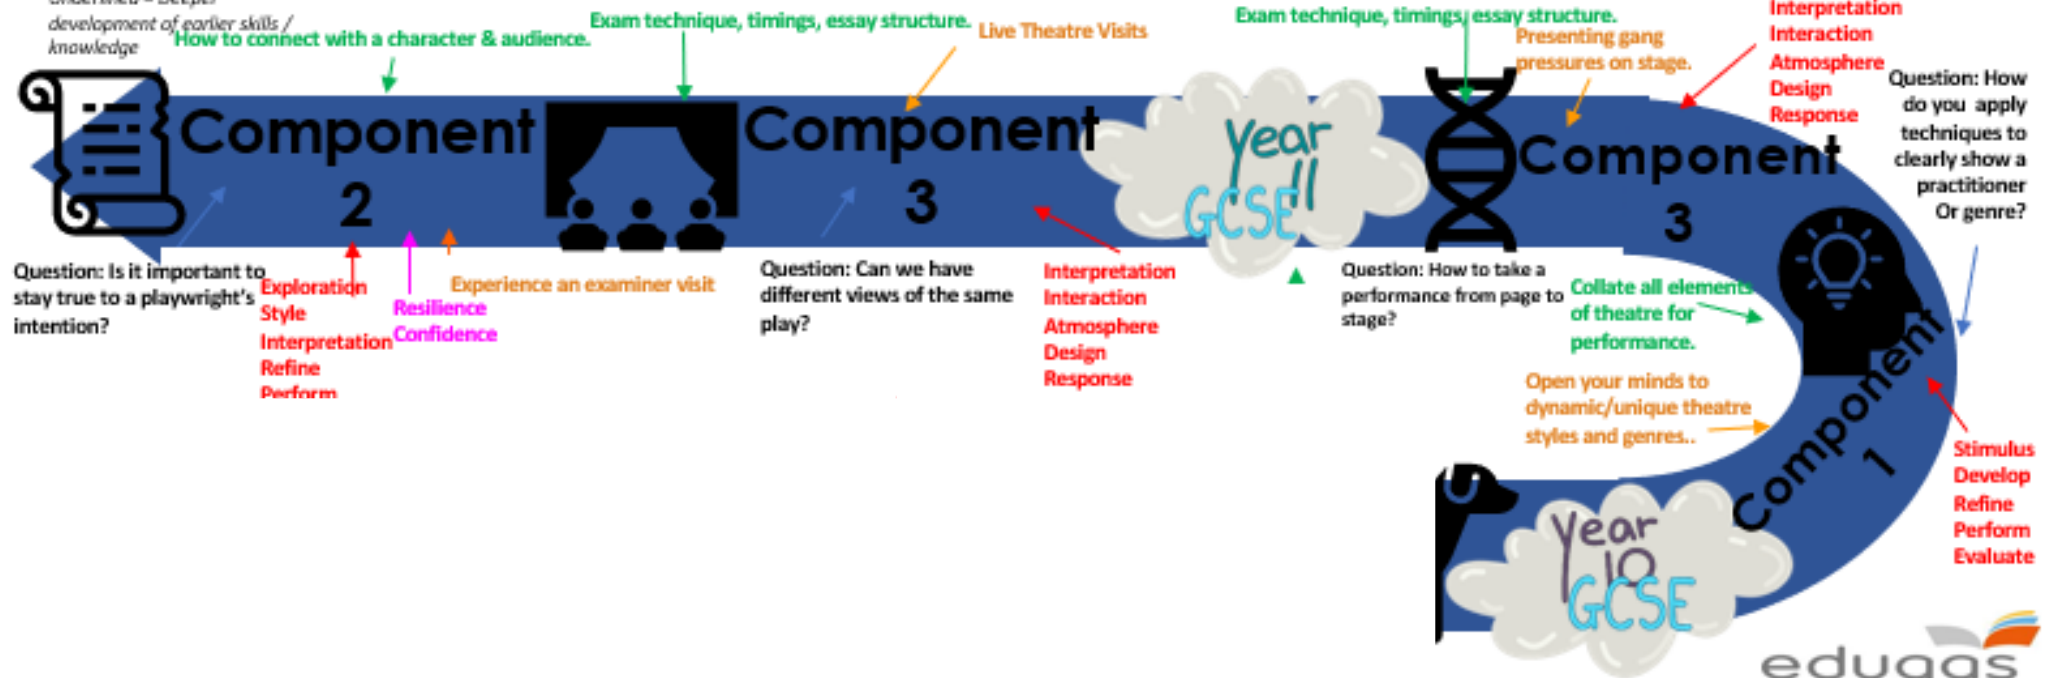 Underlined – Deeper
development of earlier skills /
knowledge
How to connect with a character & audience.
Exam technique, timings, essay structure.
Live Theatre Visits
Exam technique, timings, essay structure.
Presenting gang
pressures on stage.
Interpretation
Interaction
Atmosphere
Design
Response
Question: How
do you apply
techniques to
clearly show a
practitioner
Or genre?
Component
2
Component
3
Year
11
GCSE
Component
3
Question: Is it important to
stay true to a playwright's
intention?
Exploration
Style
Interpretation
Refine
Perform
Resilience
Confidence
Experience an examiner visit
Question: Can we have
different views of the same
play?
Interpretation
Interaction
Atmosphere
Design
Response
Question: How to take a
performance from page to
stage?
Collate all elements
of theatre for
performance.
Open your minds to
dynamic/unique theatre
styles and genres..
Component
1
Stimulus
Develop
Refine
Perform
Evaluate
Year
10
GCSE
eduqas